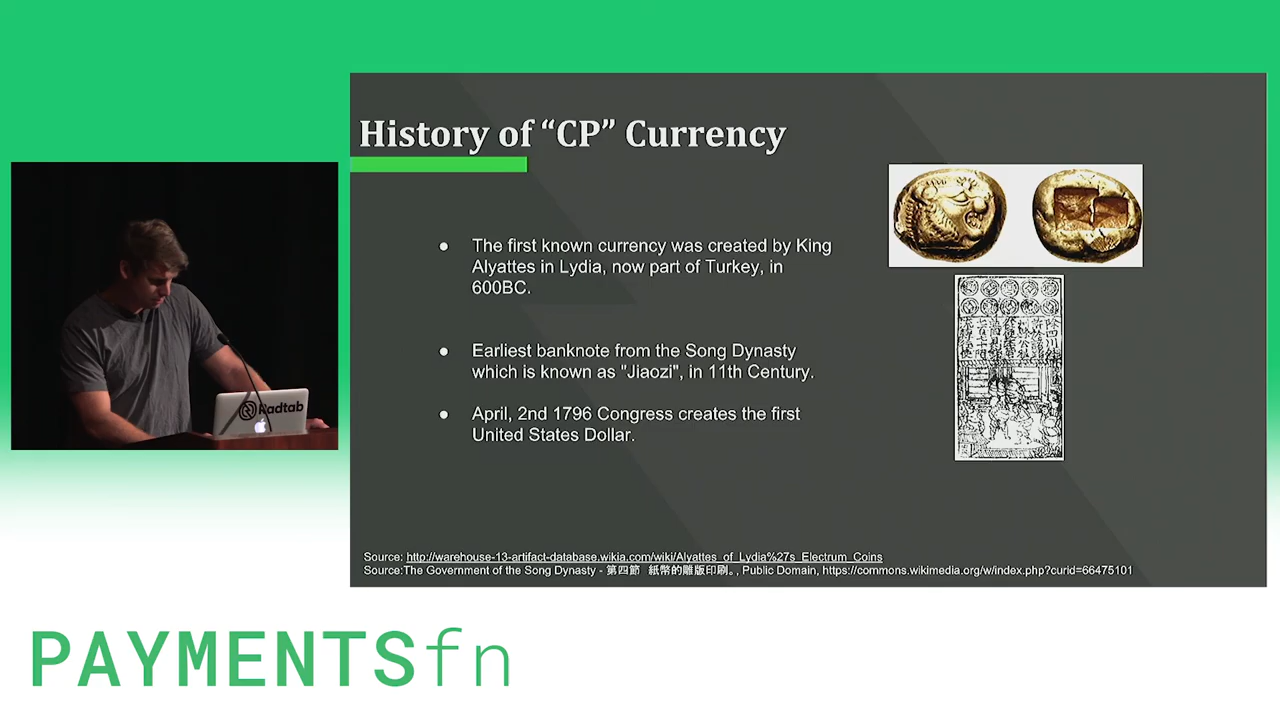 History of “CP” Currency
● The first known currency was created by King
Alyattes in Lydia, now part of Turkey, in
600BC.
● Earliest banknote from the Song Dynasty
which is known as "Jiaozi", in 11th Century.
● April, 2nd 1796 Congress creates the first
United States Dollar.
Radtab
Source: http://warehouse-13-artifact-database.wikia.com/wiki/Alyattes_of_Lydia%27s_Electrum_Coins
Source:The Government of the Song Dynasty - 第四節 紙幣的雕版印刷。, Public Domain, https://commons.wikimedia.org/w/index.php?curid=66475101
PAYMENTSfn